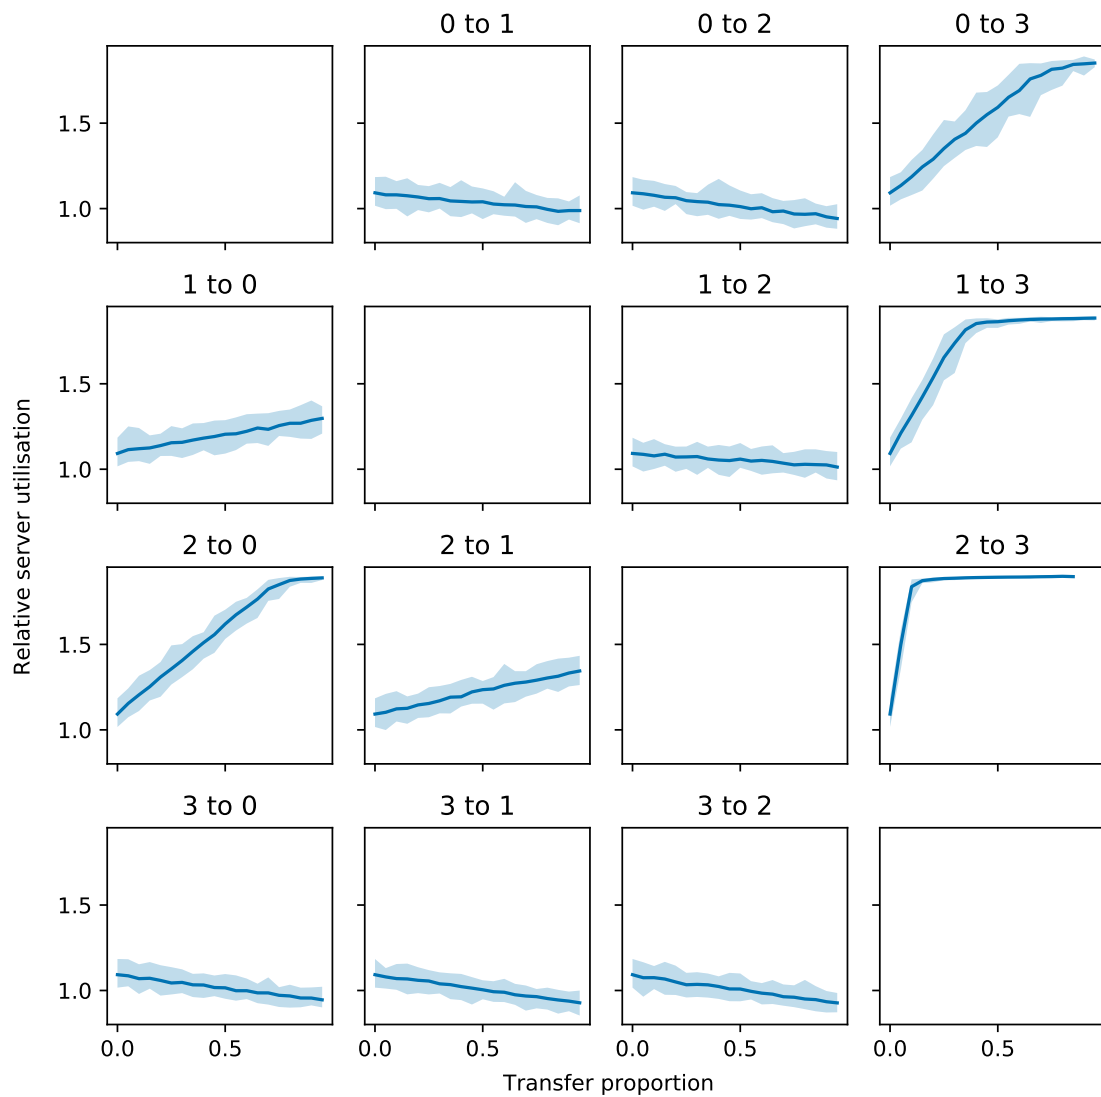 0 to 1
0 to 2
0 to 3
1.5
1.0
1 to 0
1 to 2
1 to 3
1.5
1.0
Relative server utilisation
2 to 0
2 to 1
2 to 3
1.5
1.0
3 to 0
3 to 1
3 to 2
1.5
1.0
0.0 0.5 0.0 0.5 0.0 0.5 0.0 0.5
Transfer proportion